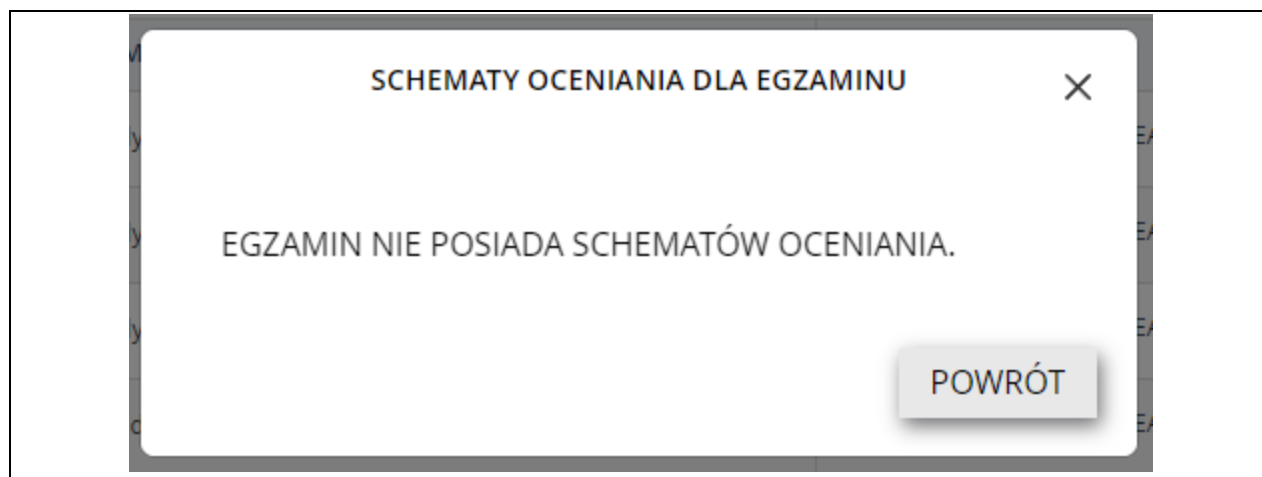 SCHEMATY OCENIANIA DLA EGZAMINU
EGZAMIN NIE POSIADA SCHEMATÓW OCENIANIA.
POWRÓT